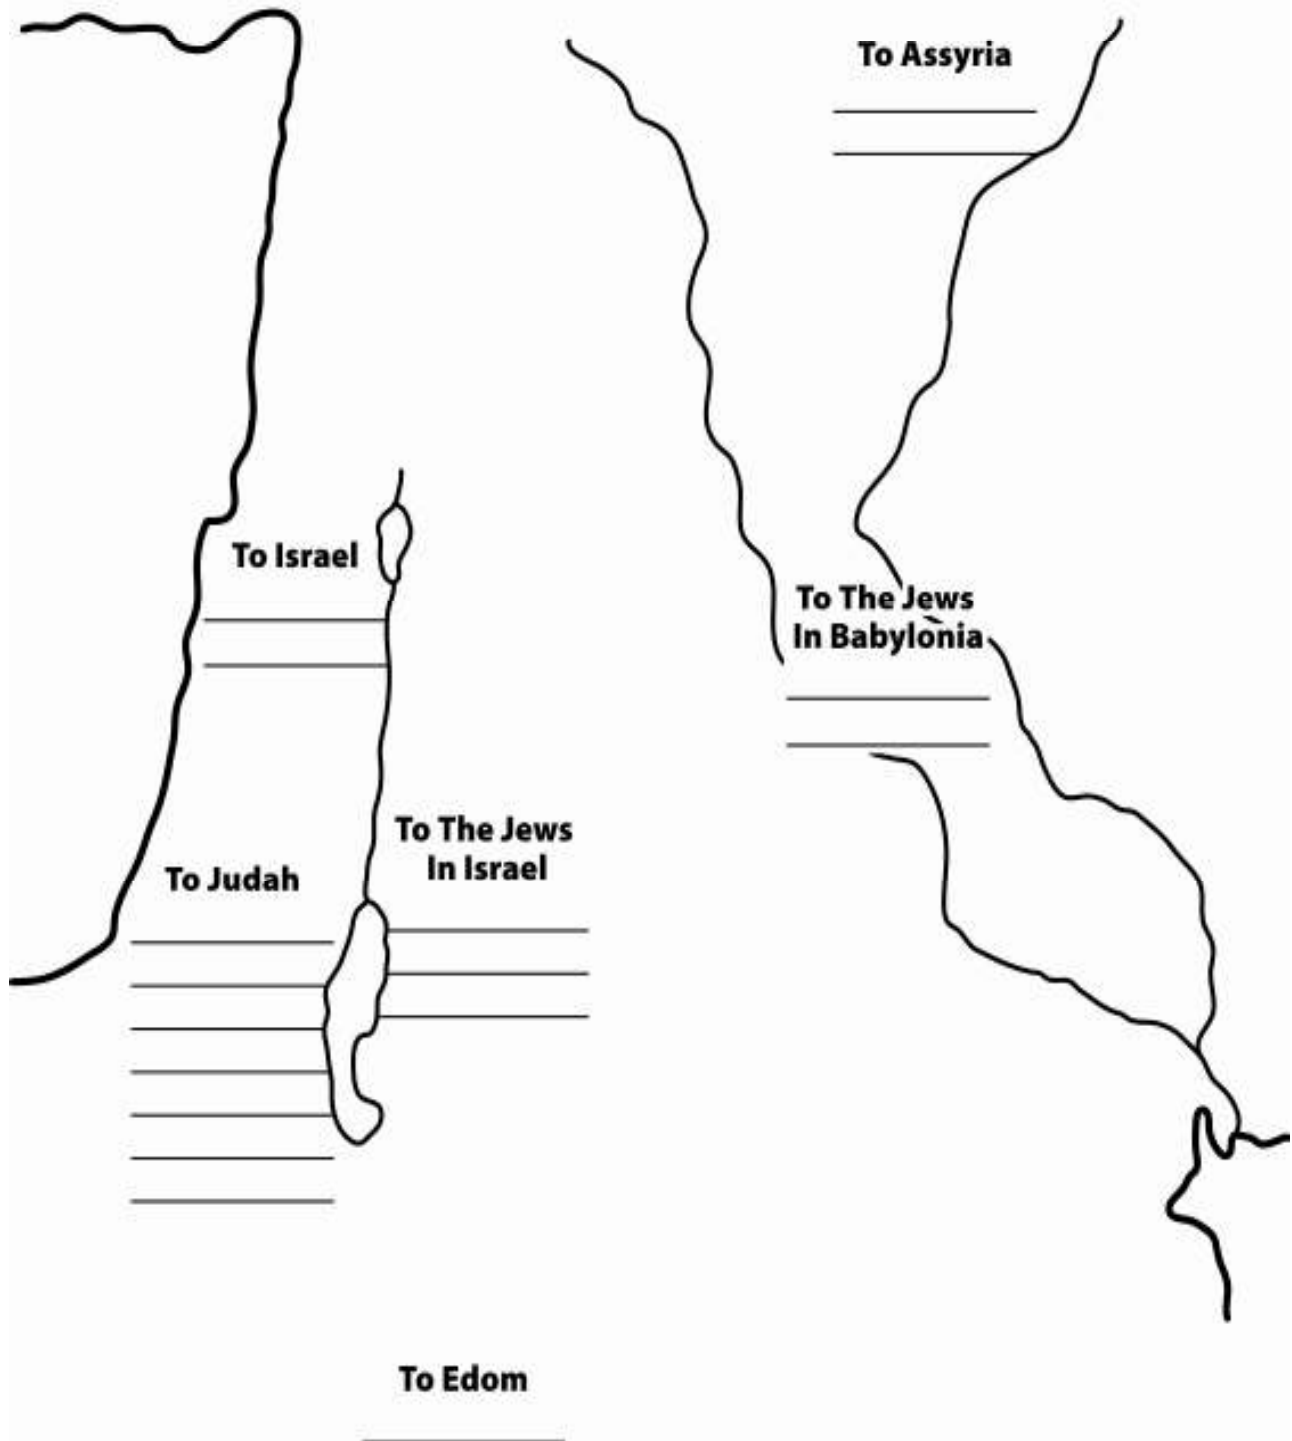 To Assyria
To Israel
To The Jews
In Babylonia
To The Jews
In Israel
To Judah
To Edom